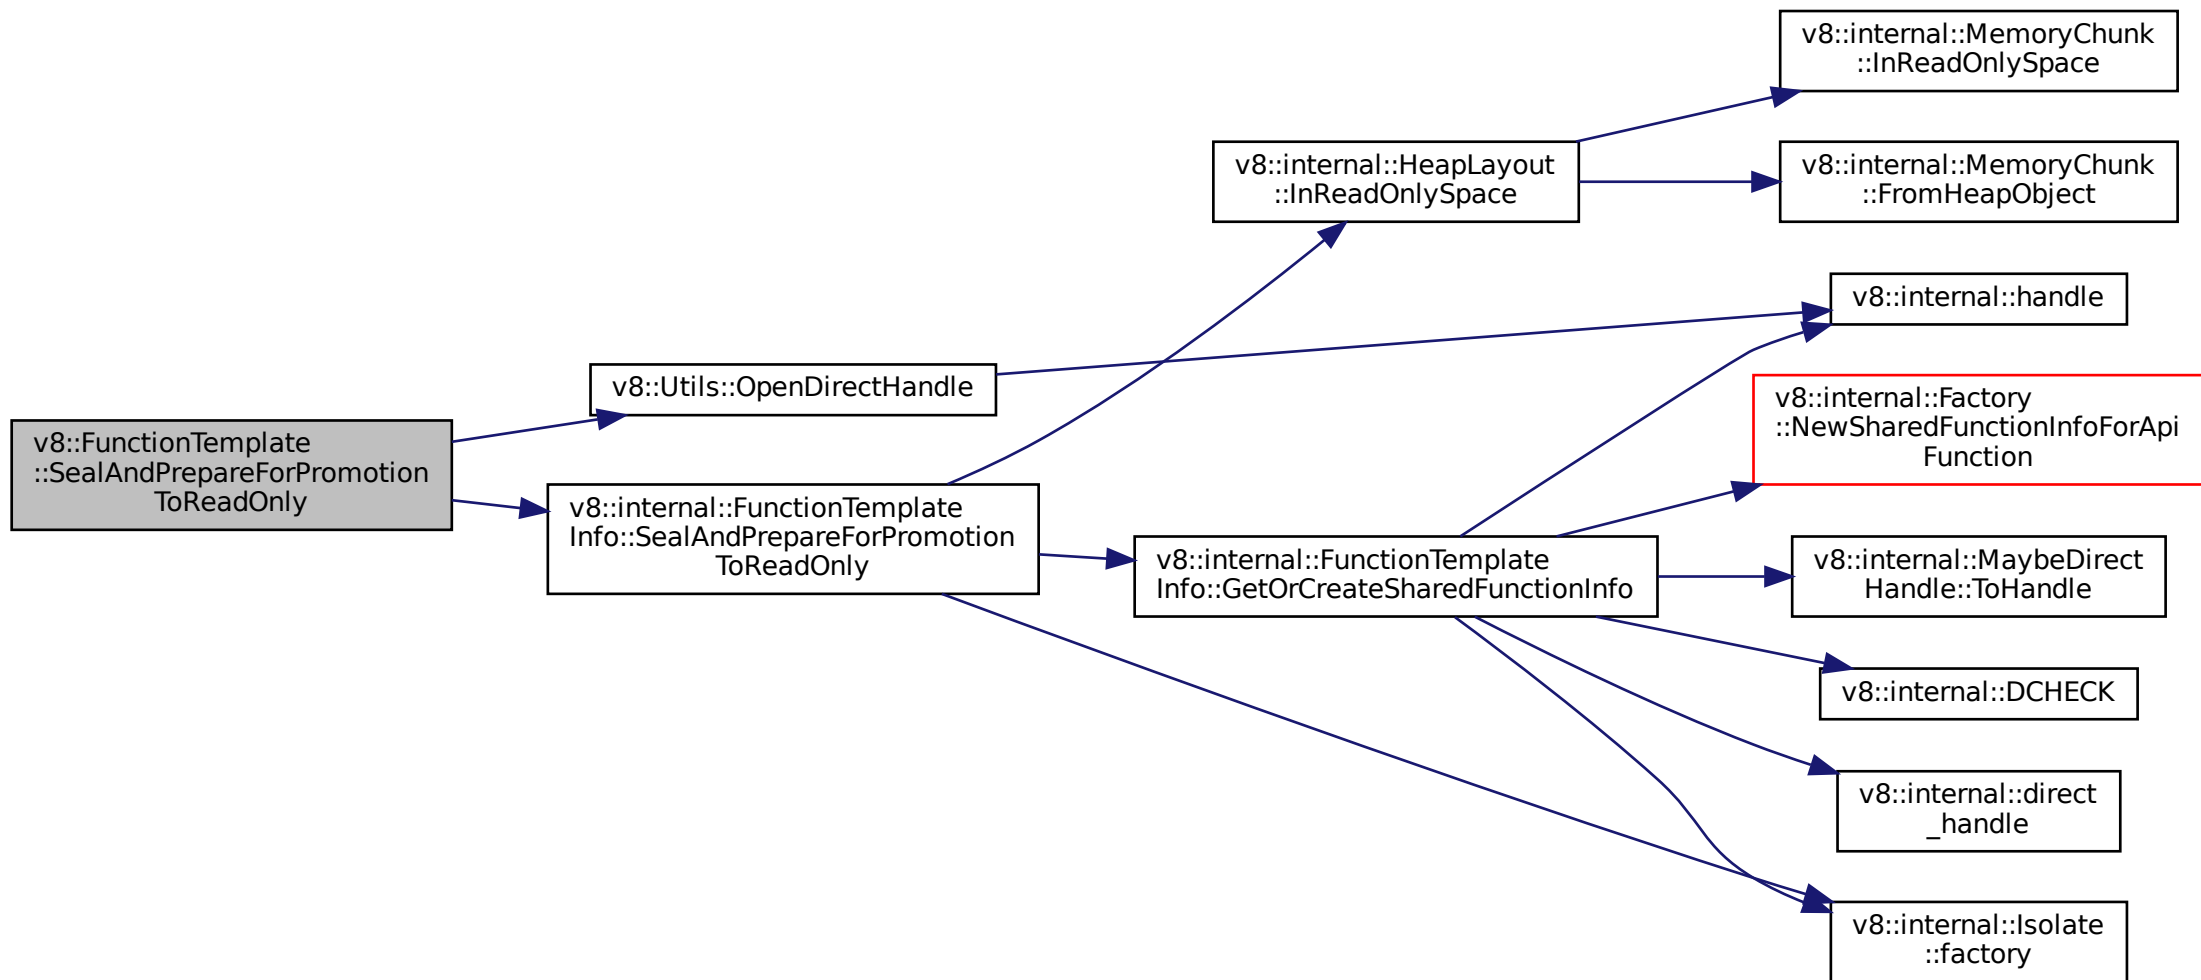 v8::internal::MemoryChunk
::InReadOnlySpace
v8::internal::HeapLayout
::InReadOnlySpace
v8::internal::MemoryChunk
::FromHeapObject
v8::internal::handle
v8::Utils::OpenDirectHandle
v8::internal::Factory
::NewSharedFunctionInfoForApi
Function
v8::FunctionTemplate
::SealAndPrepareForPromotion
ToReadOnly
v8::internal::FunctionTemplate
Info::SealAndPrepareForPromotion
ToReadOnly
v8::internal::FunctionTemplate
Info::GetOrCreateSharedFunctionInfo
v8::internal::MaybeDirect
Handle::ToHandle
v8::internal::DCHECK
v8::internal::direct
_handle
v8::internal::Isolate
::factory